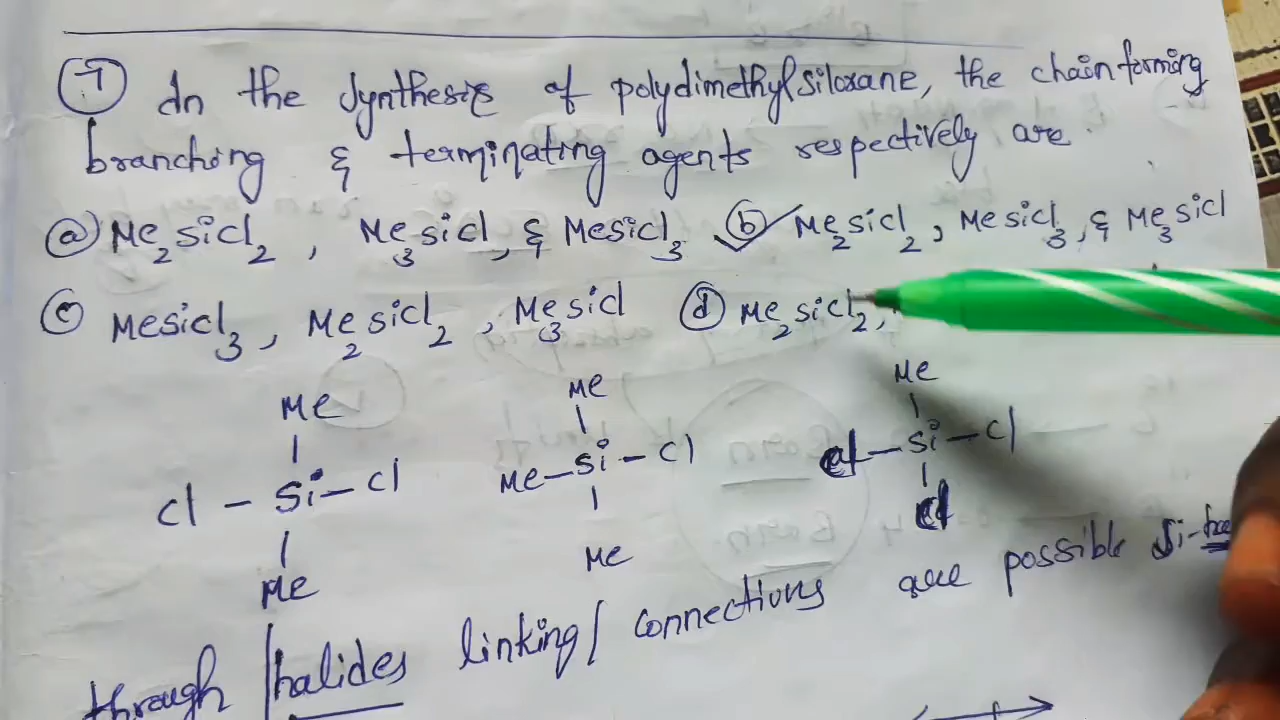 7 In the Synthesis of polydimethylsiloxane, the chain forming
branching & terminating agents respectively are
a Me2SiCl2, Me3SiCl, & MeSiCl3 b Me2SiCl2, MeSiCl3, & Me3SiCl
c MeSiCl3, Me2SiCl2, Me3SiCl d Me2SiCl2,
Me Me Me
Cl - Si - Cl Me - Si - Cl Cl - Si - Cl
Me Me Cl
through halides linking/connections are possible Si-